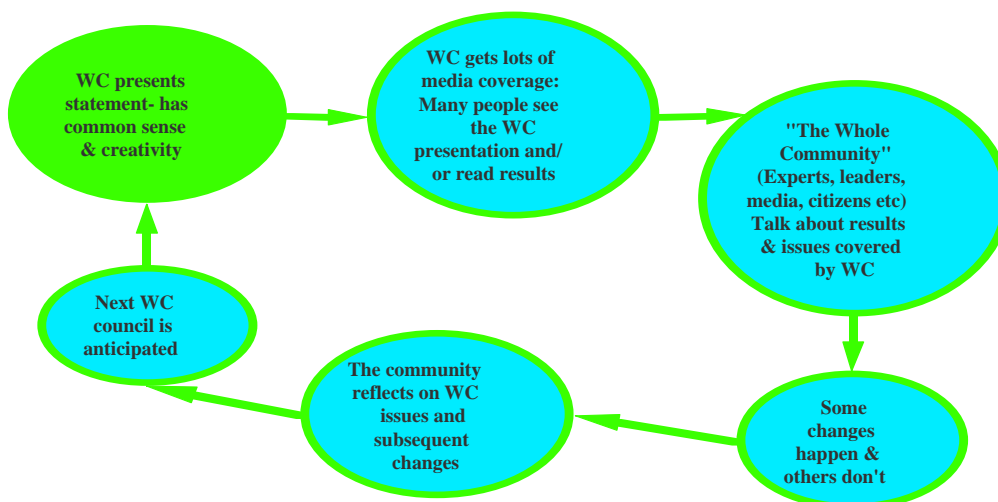 WC presents
statement- has
common sense
& creativity
WC gets lots of
media coverage:
Many people see
the WC
presentation and/
or read results
"The Whole
Community"
(Experts, leaders,
media, citizens etc)
Talk about results
& issues covered
by WC
Some
changes
happen &
others don't
The community
reflects on WC
issues and
subsequent
changes
Next WC
council is
anticipated